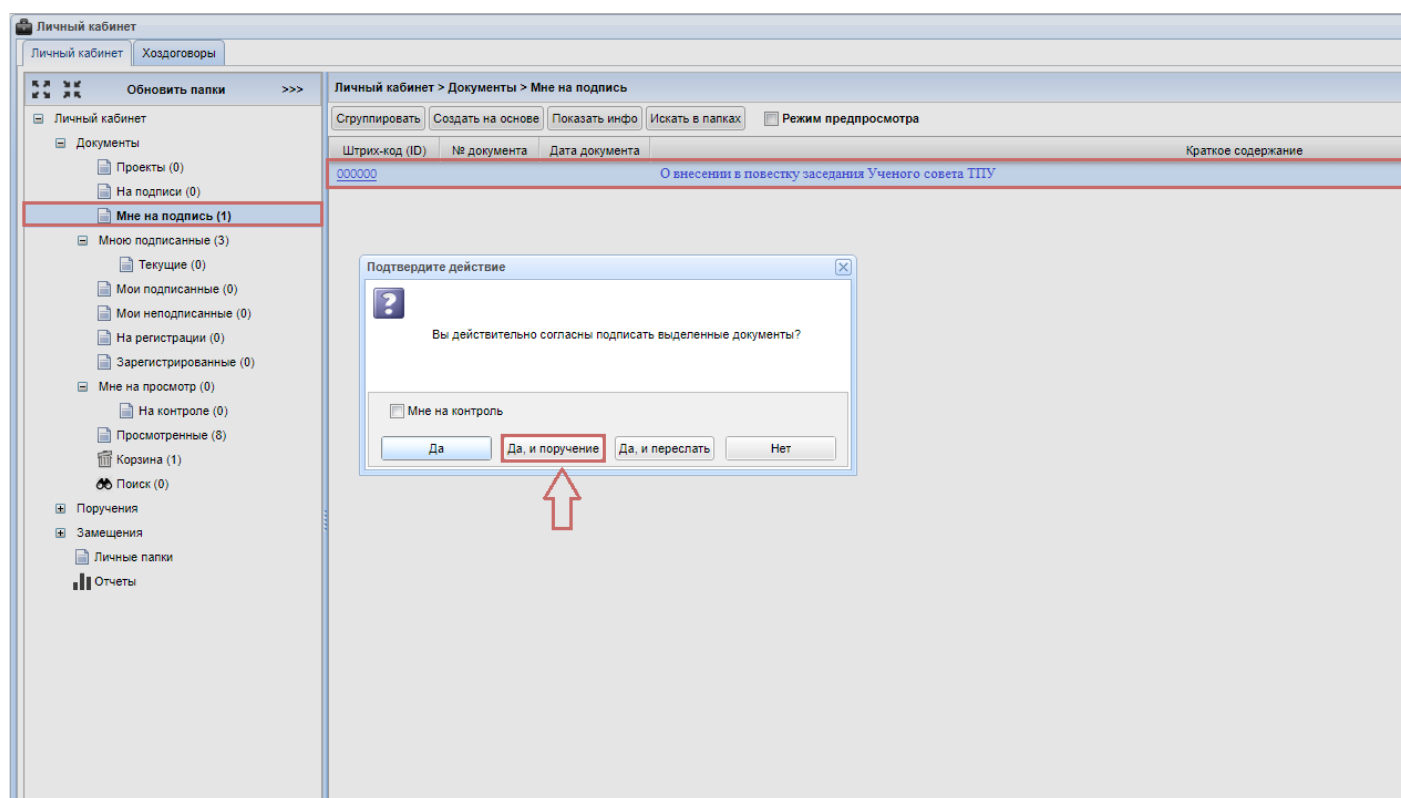 Личный кабинет
Личный кабинет Хоздоговоры
Обновить папки >>>
Личный кабинет
Документы
Проекты (0)
На подписи (0)
Мне на подпись (1)
Мною подписанные (3)
Текущие (0)
Мои подписанные (0)
Мои неподписанные (0)
На регистрации (0)
Зарегистрированные (0)
Мне на просмотр (0)
На контроле (0)
Просмотренные (8)
Корзина (1)
Поиск (0)
Поручения
Замещения
Личные папки
Отчеты
Личный кабинет > Документы > Мне на подпись
Сгруппировать Создать на основе Показать инфо Искать в папках Режим предпросмотра
Штрих-код (ID) № документа Дата документа Краткое содержание
000000 О внесении в повестку заседания Ученого совета ТПУ
Подтвердите действие
Вы действительно согласны подписать выделенные документы?
Мне на контроль
Да Да, и поручение Да, и переслать Нет